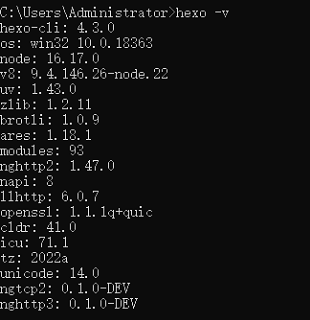 C:\Users\Administrator>hexo -v
hexo-cli: 4.3.0
os: win32 10.0.18363
node: 16.17.0
v8: 9.4.146.26-node.22
uv: 1.43.0
zlib: 1.2.11
brotli: 1.0.9
ares: 1.18.1
modules: 93
nghttp2: 1.47.0
napi: 8
llhttp: 6.0.7
openssl: 1.1.1q+quic
cldr: 41.0
icu: 71.1
tz: 2022a
unicode: 14.0
ngtcp2: 0.1.0-DEV
nghttp3: 0.1.0-DEV